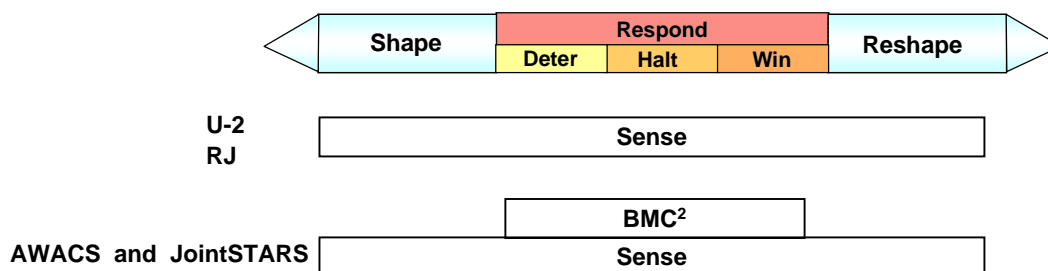 Shape Respond Reshape
Deter Halt Win
U-2
RJ
Sense
BMC²
AWACS and JointSTARS Sense